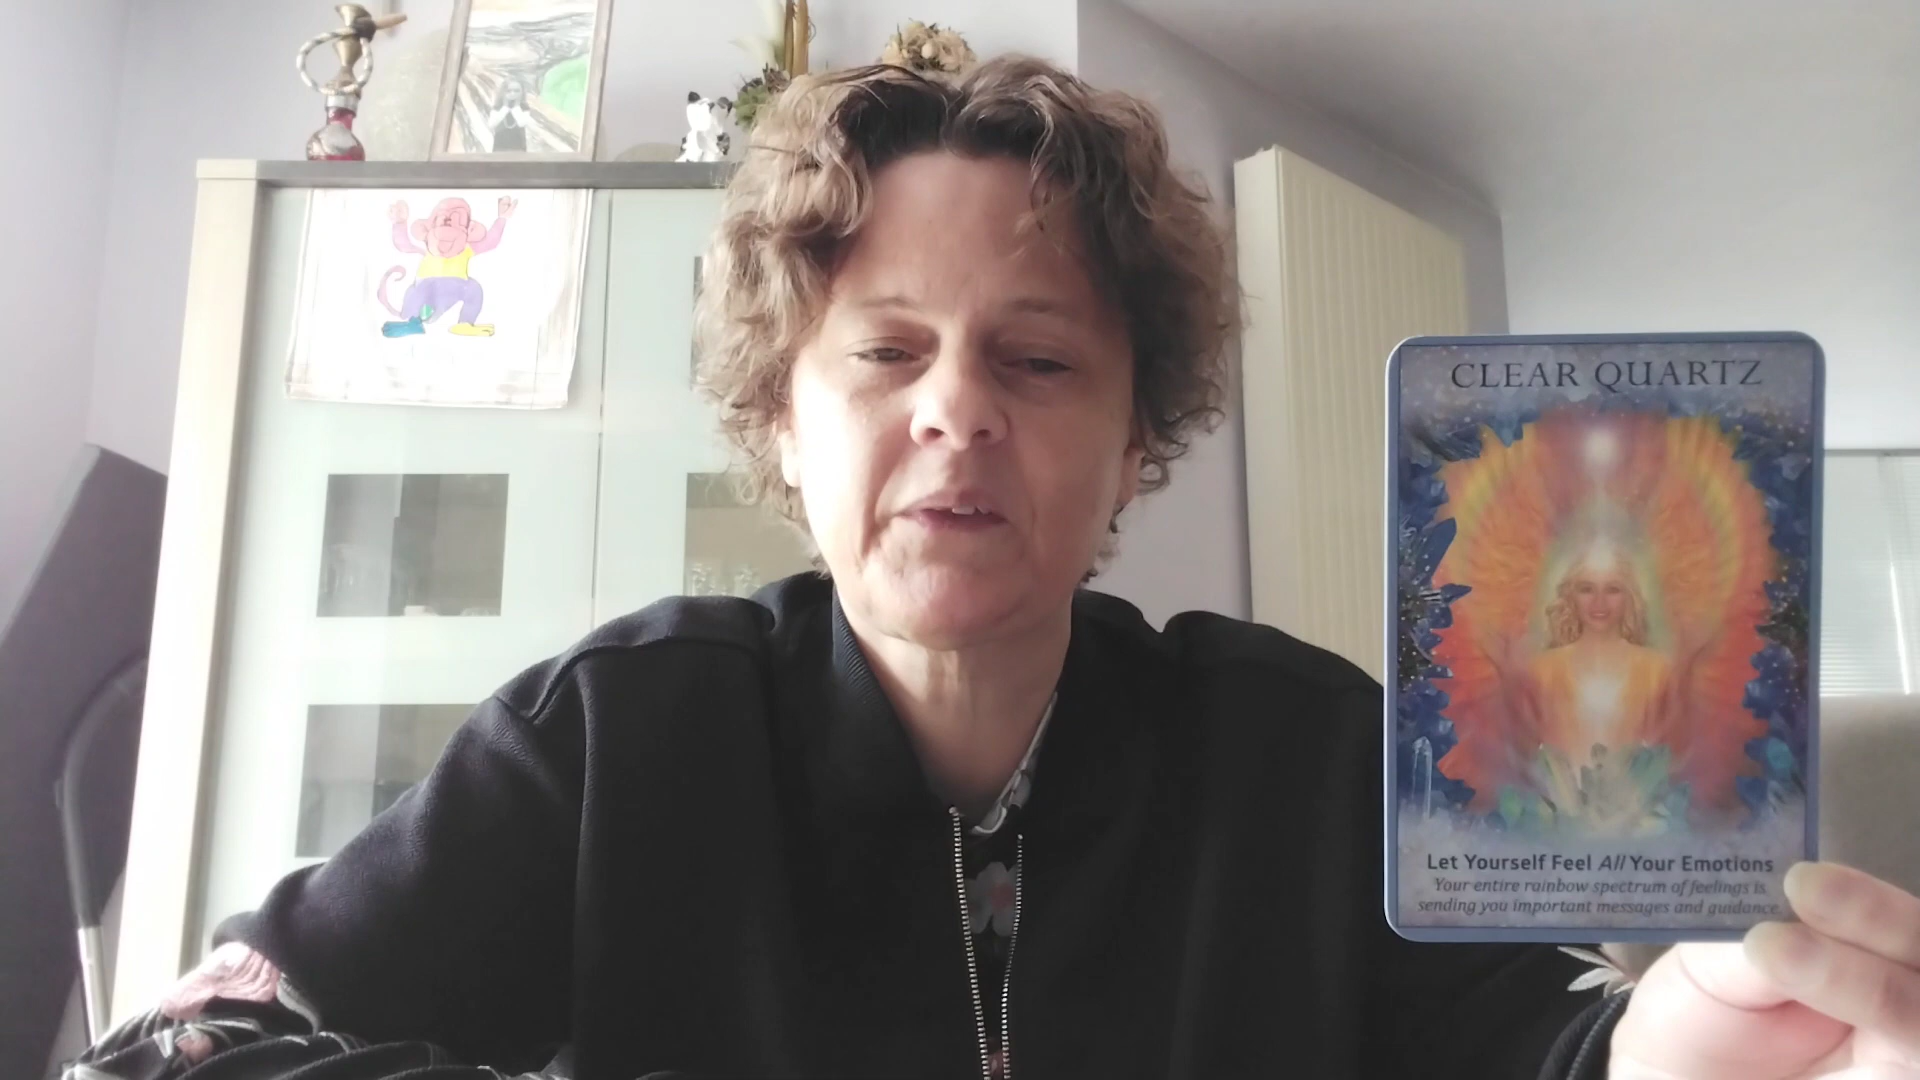 CLEAR QUARTZ
Let Yourself Feel All Your Emotions
Your entire rainbow spectrum of feelings is
sending you important messages and guidance.